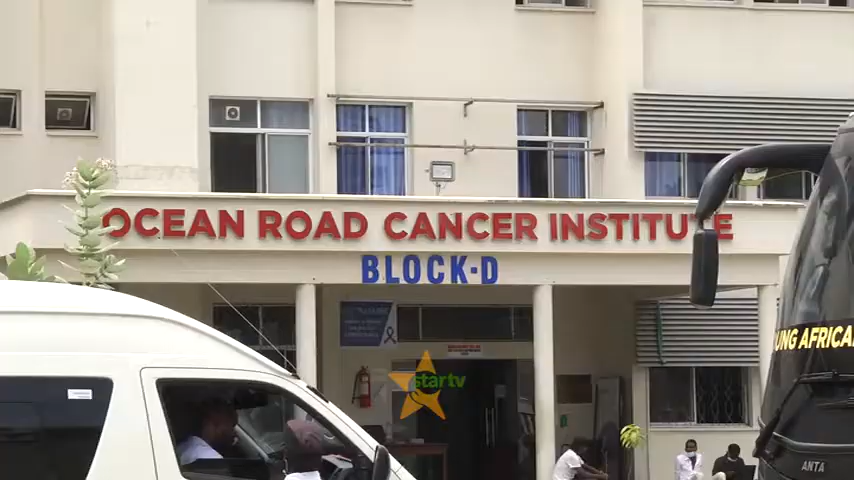 OCEAN ROAD CANCER INSTITUTE
BLOCK-D
startv
UNG AFRICA
ANTA